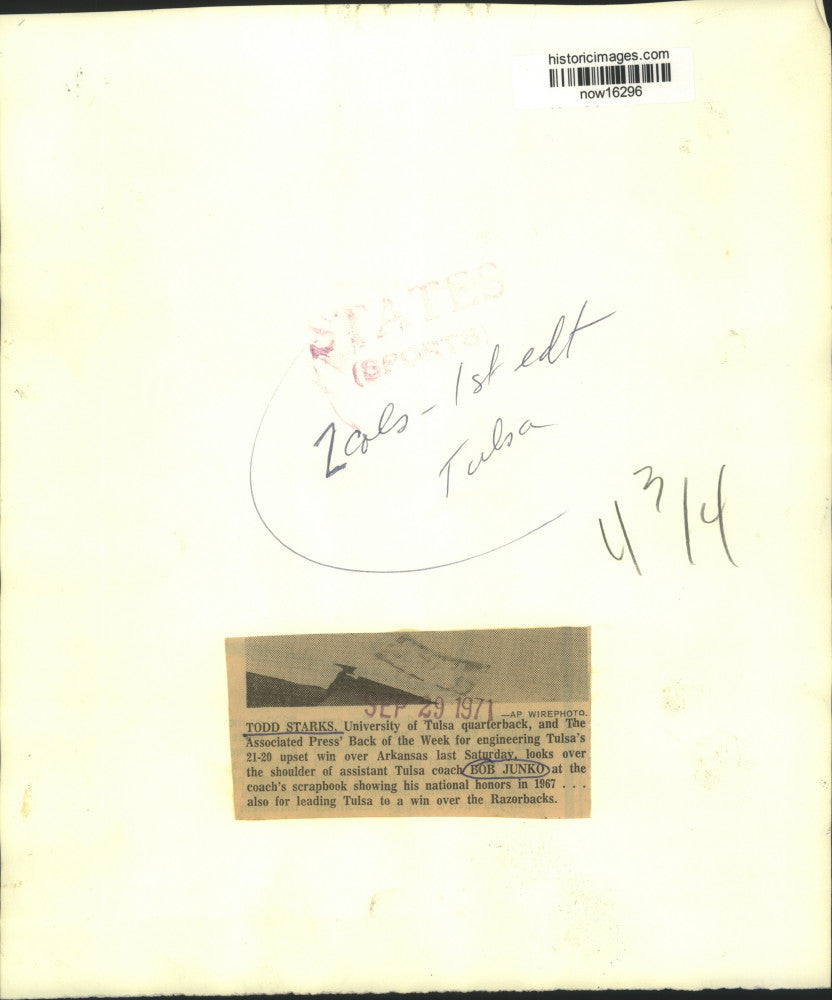 historicimages.com
now16296
STATES
(SPORTS)
2 cols - 1st edt
Tulsa
4 3/4
SEP 29 1971
—AP WIREPHOTO.
TODD STARKS, University of Tulsa quarterback, and The
Associated Press' Back of the Week for engineering Tulsa's
21-20 upset win over Arkansas last Saturday, looks over
the shoulder of assistant Tulsa coach BOB JUNKO at the
coach's scrapbook showing his national honors in 1967 . . .
also for leading Tulsa to a win over the Razorbacks.